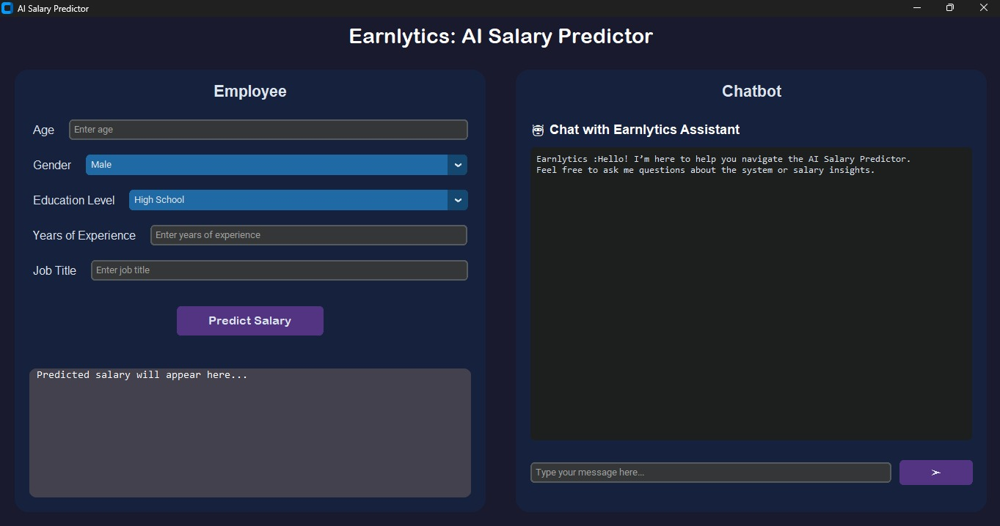 AI Salary Predictor
Earnlytics: AI Salary Predictor
Employee
Age
Enter age
Gender
Male
Education Level
High School
Years of Experience
Enter years of experience
Job Title
Enter job title
Predict Salary
Predicted salary will appear here...
Chatbot
Chat with Earnlytics Assistant
Earnlytics :Hello! I’m here to help you navigate the AI Salary Predictor.
Feel free to ask me questions about the system or salary insights.
Type your message here...